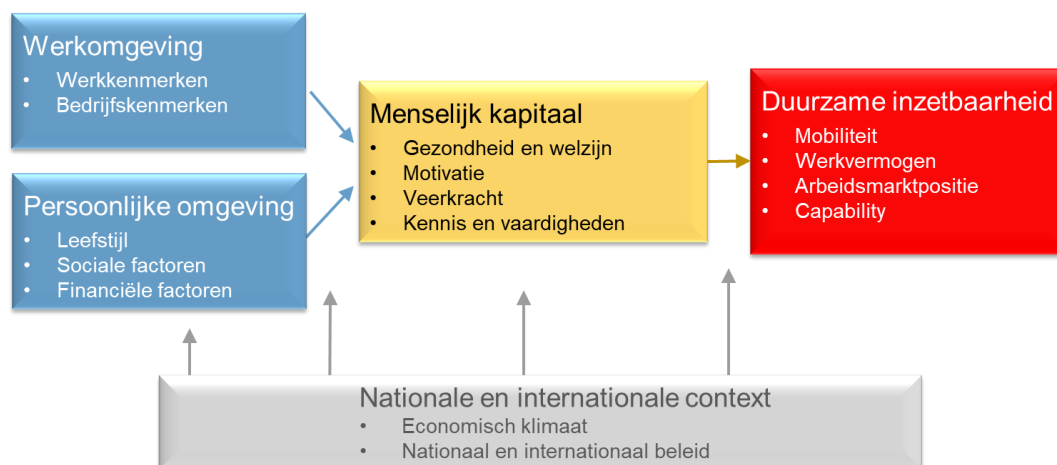 Werkomgeving
• Werkkenmerken
• Bedrijfskenmerken
Persoonlijke omgeving
• Leefstijl
• Sociale factoren
• Financiële factoren
Menselijk kapitaal
• Gezondheid en welzijn
• Motivatie
• Veerkracht
• Kennis en vaardigheden
Duurzame inzetbaarheid
• Mobiliteit
• Werkvermogen
• Arbeidsmarktpositie
• Capability
Nationale en internationale context
• Economisch klimaat
• Nationaal en internationaal beleid